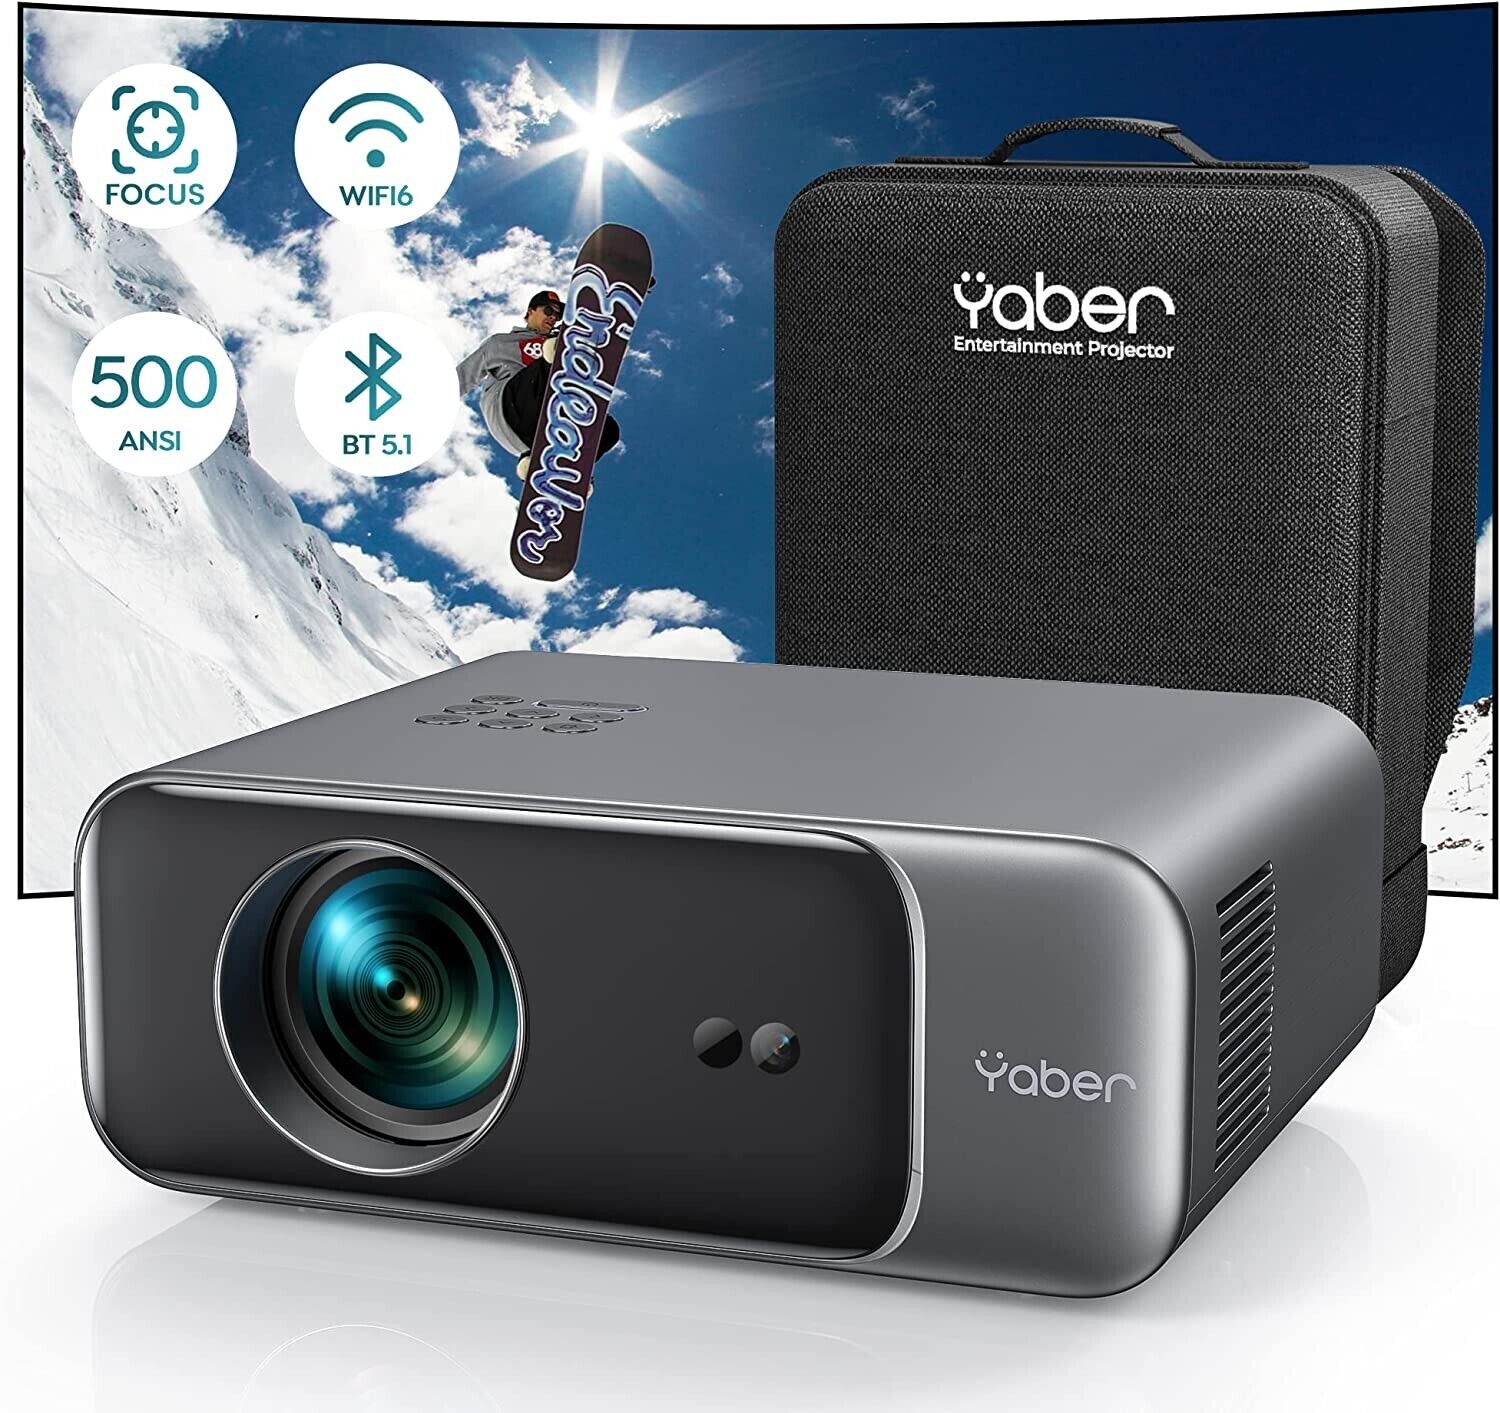 FOCUS
WIFI6
500
ANSI
BT 5.1
68
Endeavor
Yaber
Entertainment Projector
Yaber